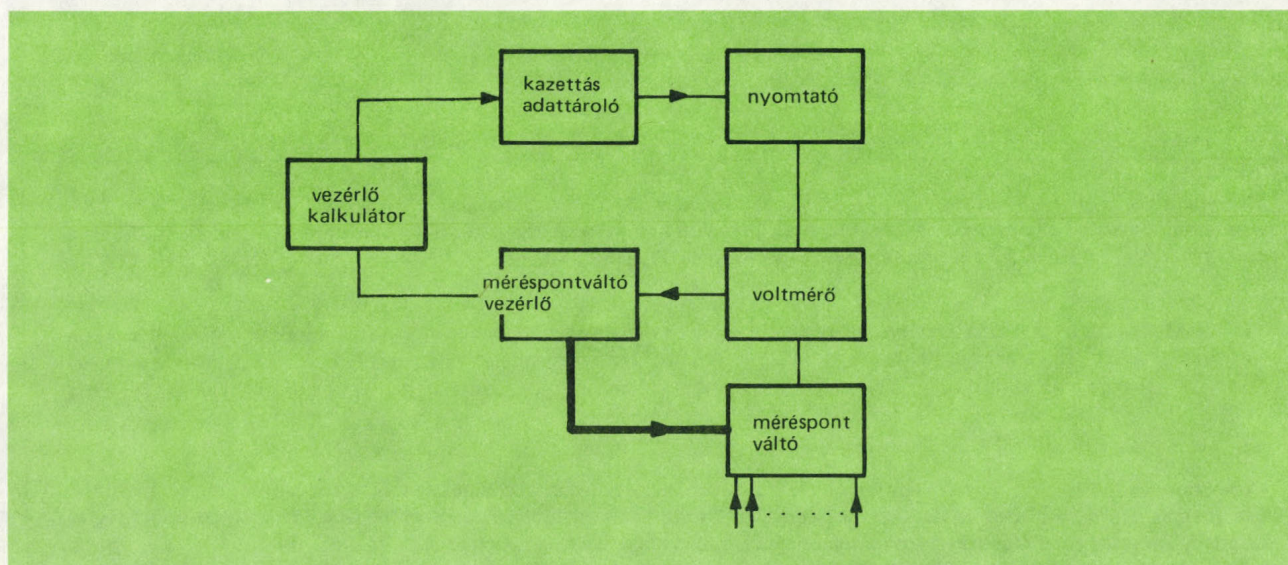 kazettás
adattároló
nyomtató
vezérlő
kalkulátor
méréspontváltó
vezérlő
voltmérő
méréspont
váltó